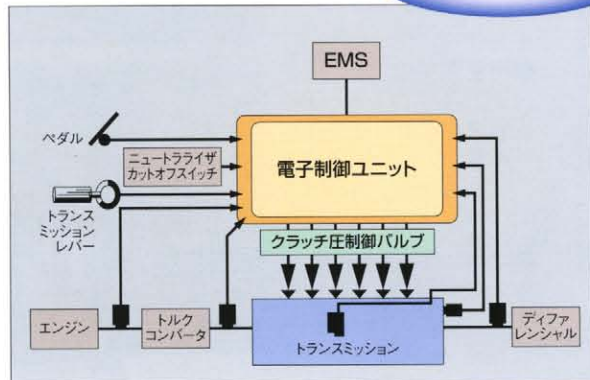 EMS
ペダル
ニュートラライザ
カットオフスイッチ
電子制御ユニット
トランス
ミッション
レバー
クラッチ圧制御バルブ
エンジン
トルク
コンバータ
トランスミッション
ディファ
レンシャル